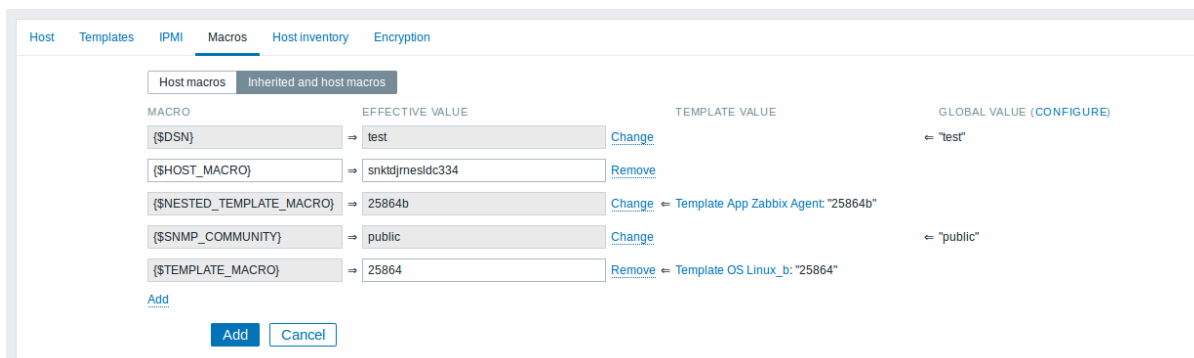 Host Templates IPMI Macros Host inventory Encryption
Host macros Inherited and host macros
MACRO EFFECTIVE VALUE TEMPLATE VALUE GLOBAL VALUE (CONFIGURE)
{$DSN} ⇒ test Change ⇐ "test"
{$HOST_MACRO} ⇒ snktdjrnesldc334 Remove
{$NESTED_TEMPLATE_MACRO} ⇒ 25864b Change ⇐ Template App Zabbix Agent: "25864b"
{$SNMP_COMMUNITY} ⇒ public Change ⇐ "public"
{$TEMPLATE_MACRO} ⇒ 25864 Remove ⇐ Template OS Linux_b: "25864"
Add
Add Cancel